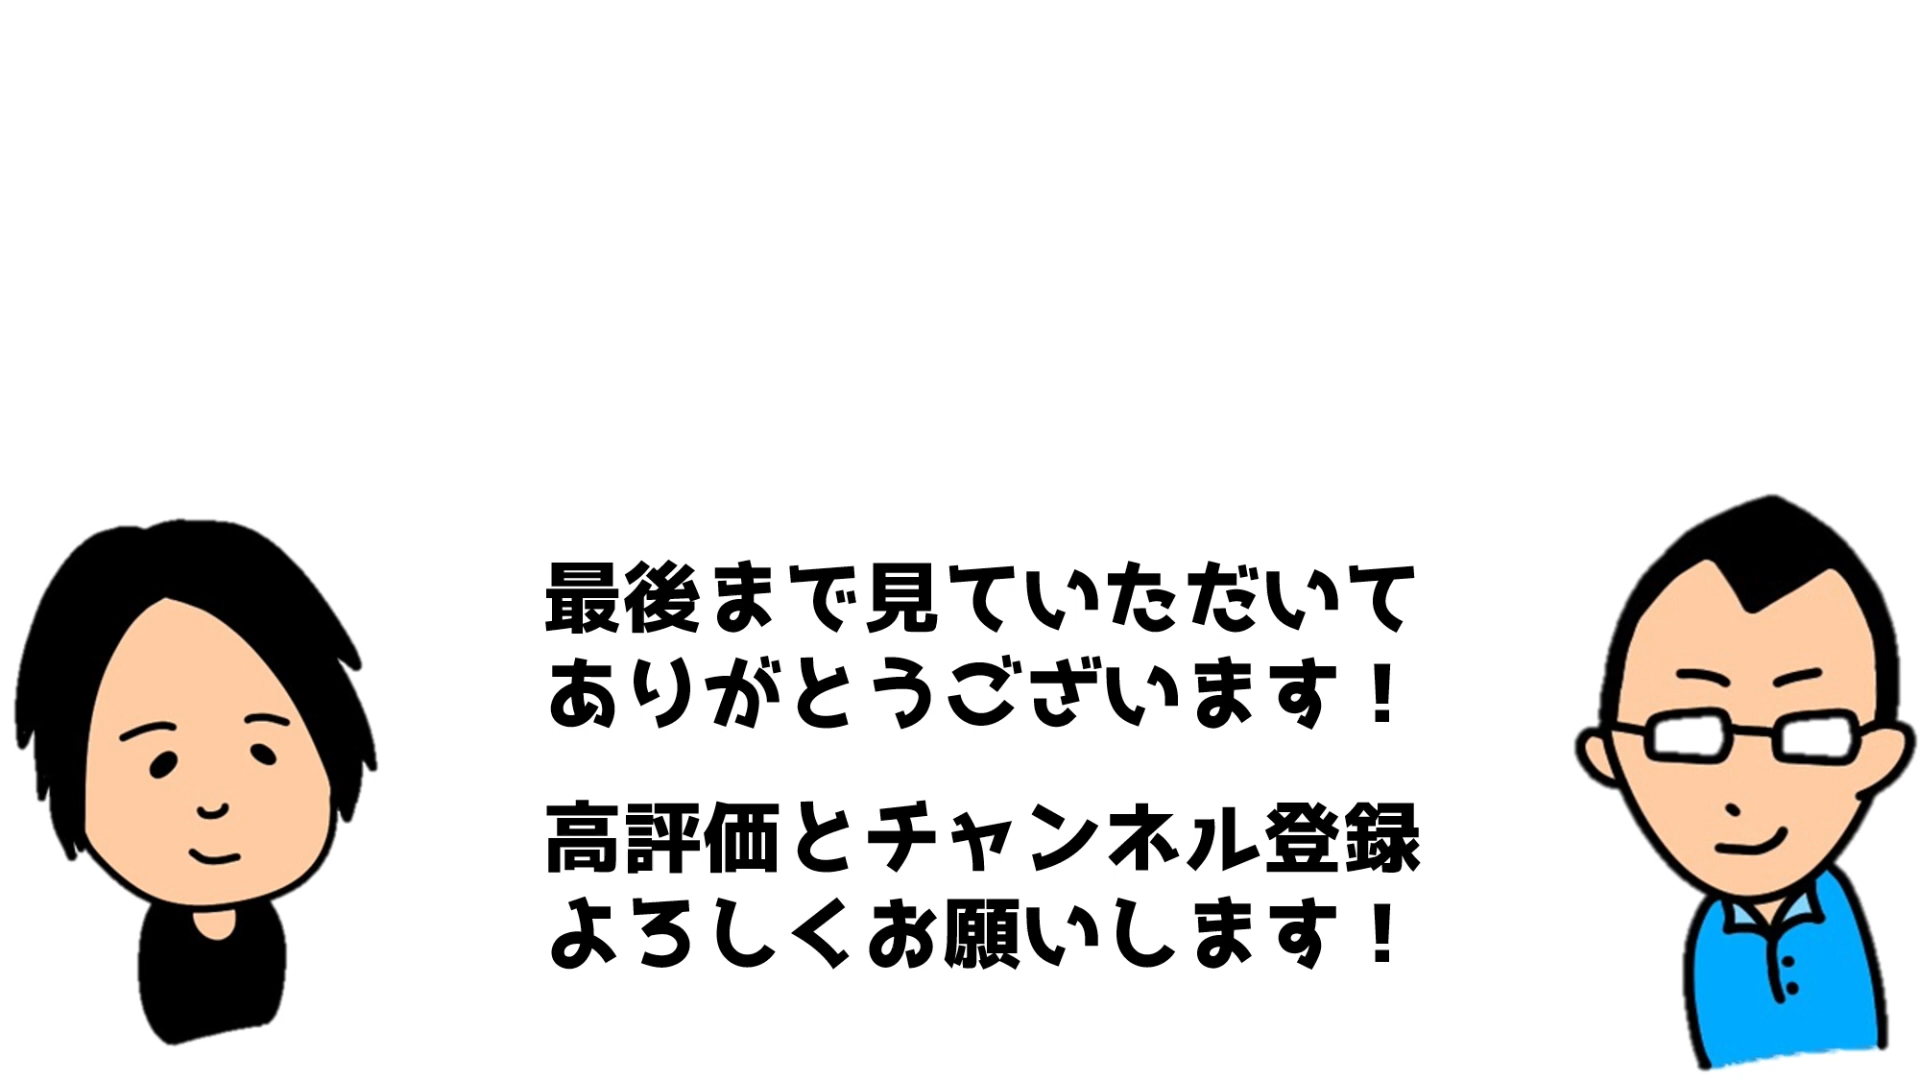 最後まで見ていただいて
ありがとうございます！
高評価とチャンネル登録
よろしくお願いします！